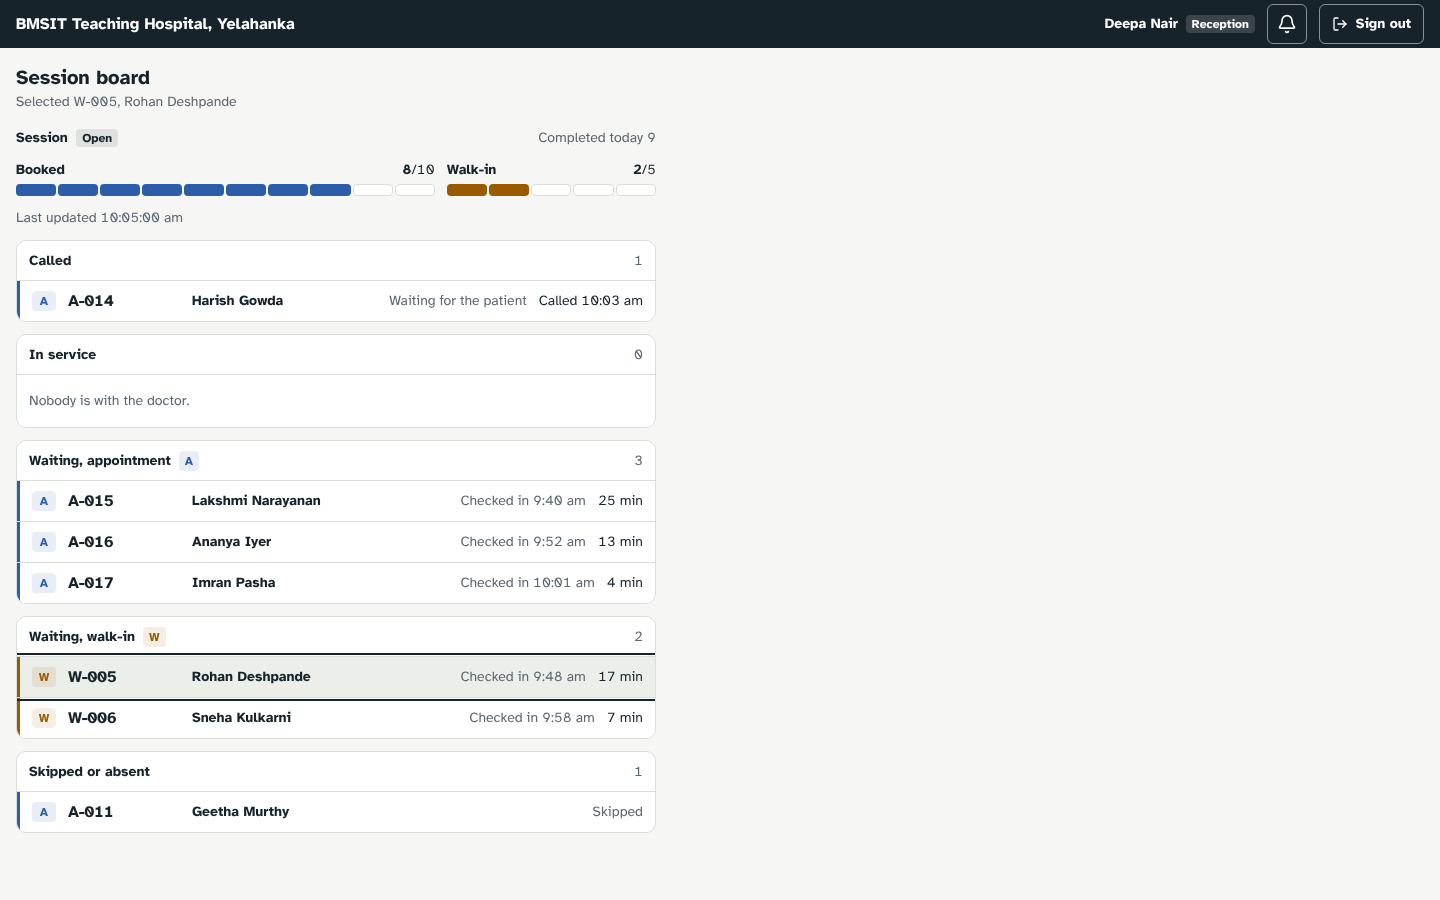 BMSIT Teaching Hospital, Yelahanka
Deepa Nair Reception Sign out
Session board
Selected W-005, Rohan Deshpande
Session Open Completed today 9
Booked 8/10 Walk-in 2/5
Last updated 10:05:00 am
Called 1
A A-014 Harish Gowda Waiting for the patient Called 10:03 am
In service 0
Nobody is with the doctor.
Waiting, appointment A 3
A A-015 Lakshmi Narayanan Checked in 9:40 am 25 min
A A-016 Ananya Iyer Checked in 9:52 am 13 min
A A-017 Imran Pasha Checked in 10:01 am 4 min
Waiting, walk-in W 2
W W-005 Rohan Deshpande Checked in 9:48 am 17 min
W W-006 Sneha Kulkarni Checked in 9:58 am 7 min
Skipped or absent 1
A A-011 Geetha Murthy Skipped